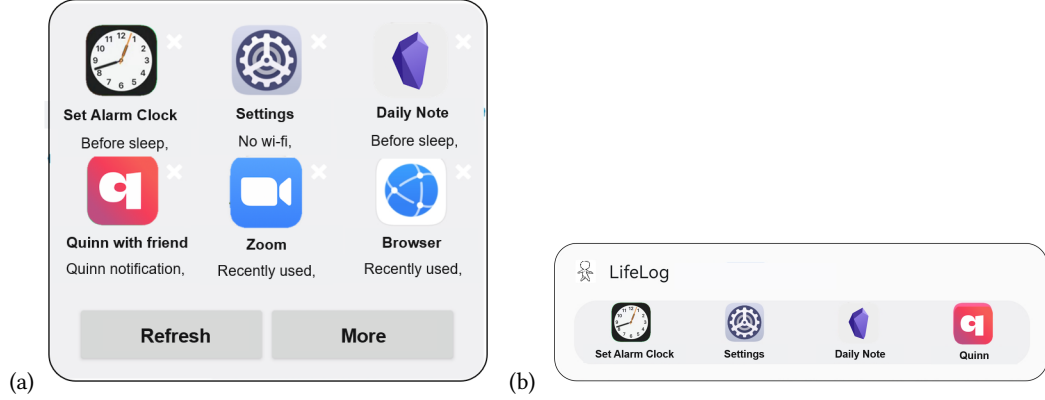 Set Alarm Clock
Settings
Daily Note
Before sleep,
No wi-fi,
Before sleep,
Quinn with friend
Zoom
Browser
Quinn notification,
Recently used,
Recently used,
Refresh
More
(a)
LifeLog
Set Alarm Clock
Settings
Daily Note
Quinn
(b)